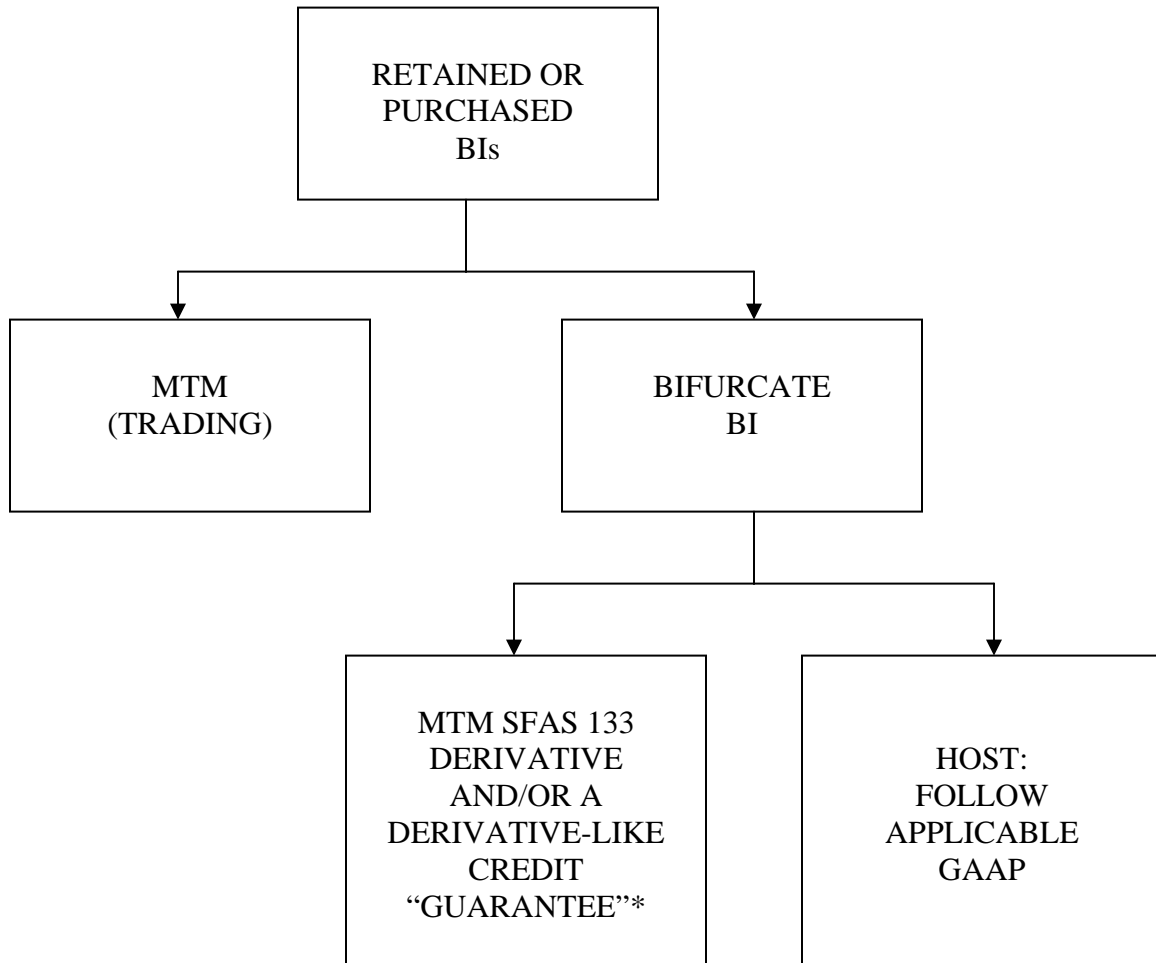 RETAINED OR
PURCHASED
BIs
MTM
(TRADING)
BIFURCATE
BI
MTM SFAS 133
DERIVATIVE
AND/OR A
DERIVATIVE-LIKE
CREDIT
“GUARANTEE”*
HOST:
FOLLOW
APPLICABLE
GAAP